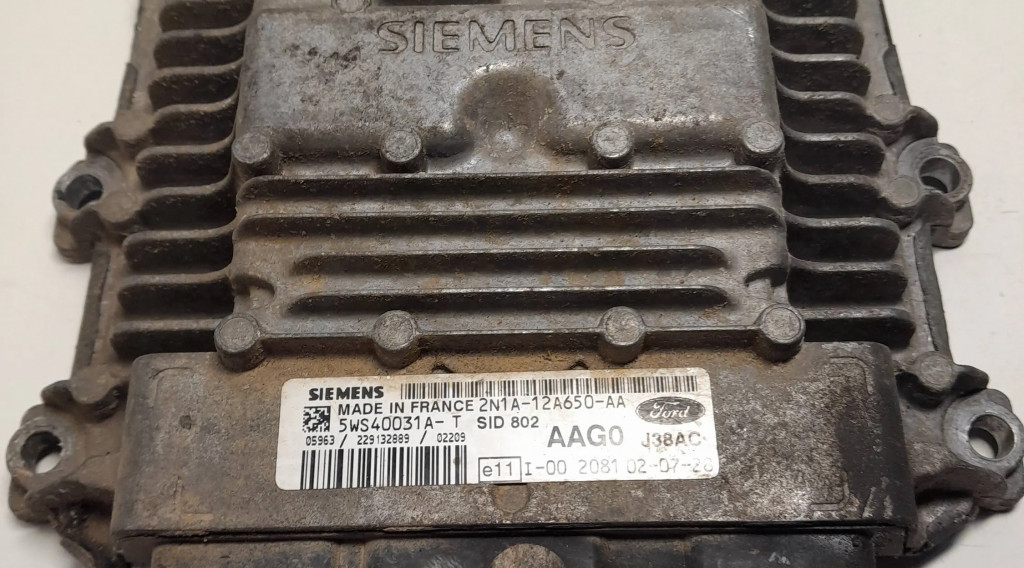 SIEMENS
SIEMENS
MADE IN FRANCE 2N1A-12A650-AA
5WS40031A-T SID 802
Ford
05963 / 229132889 / 02209
AAGO J38AC
e11 I-00 2081 02-07-28